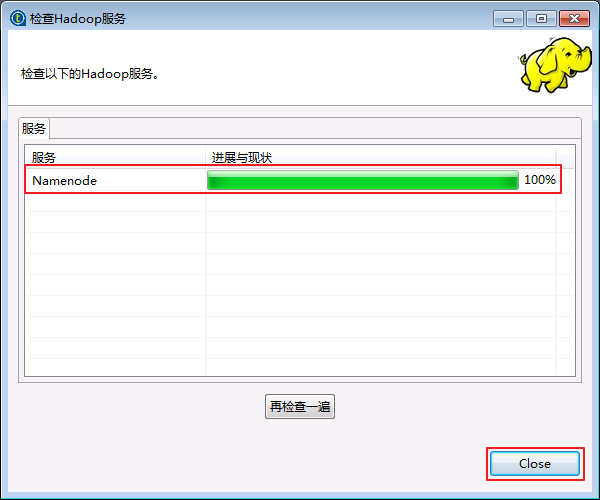 检查Hadoop服务
检查以下的Hadoop服务。
服务
服务 进展与现状
Namenode 100%
再检查一遍
Close